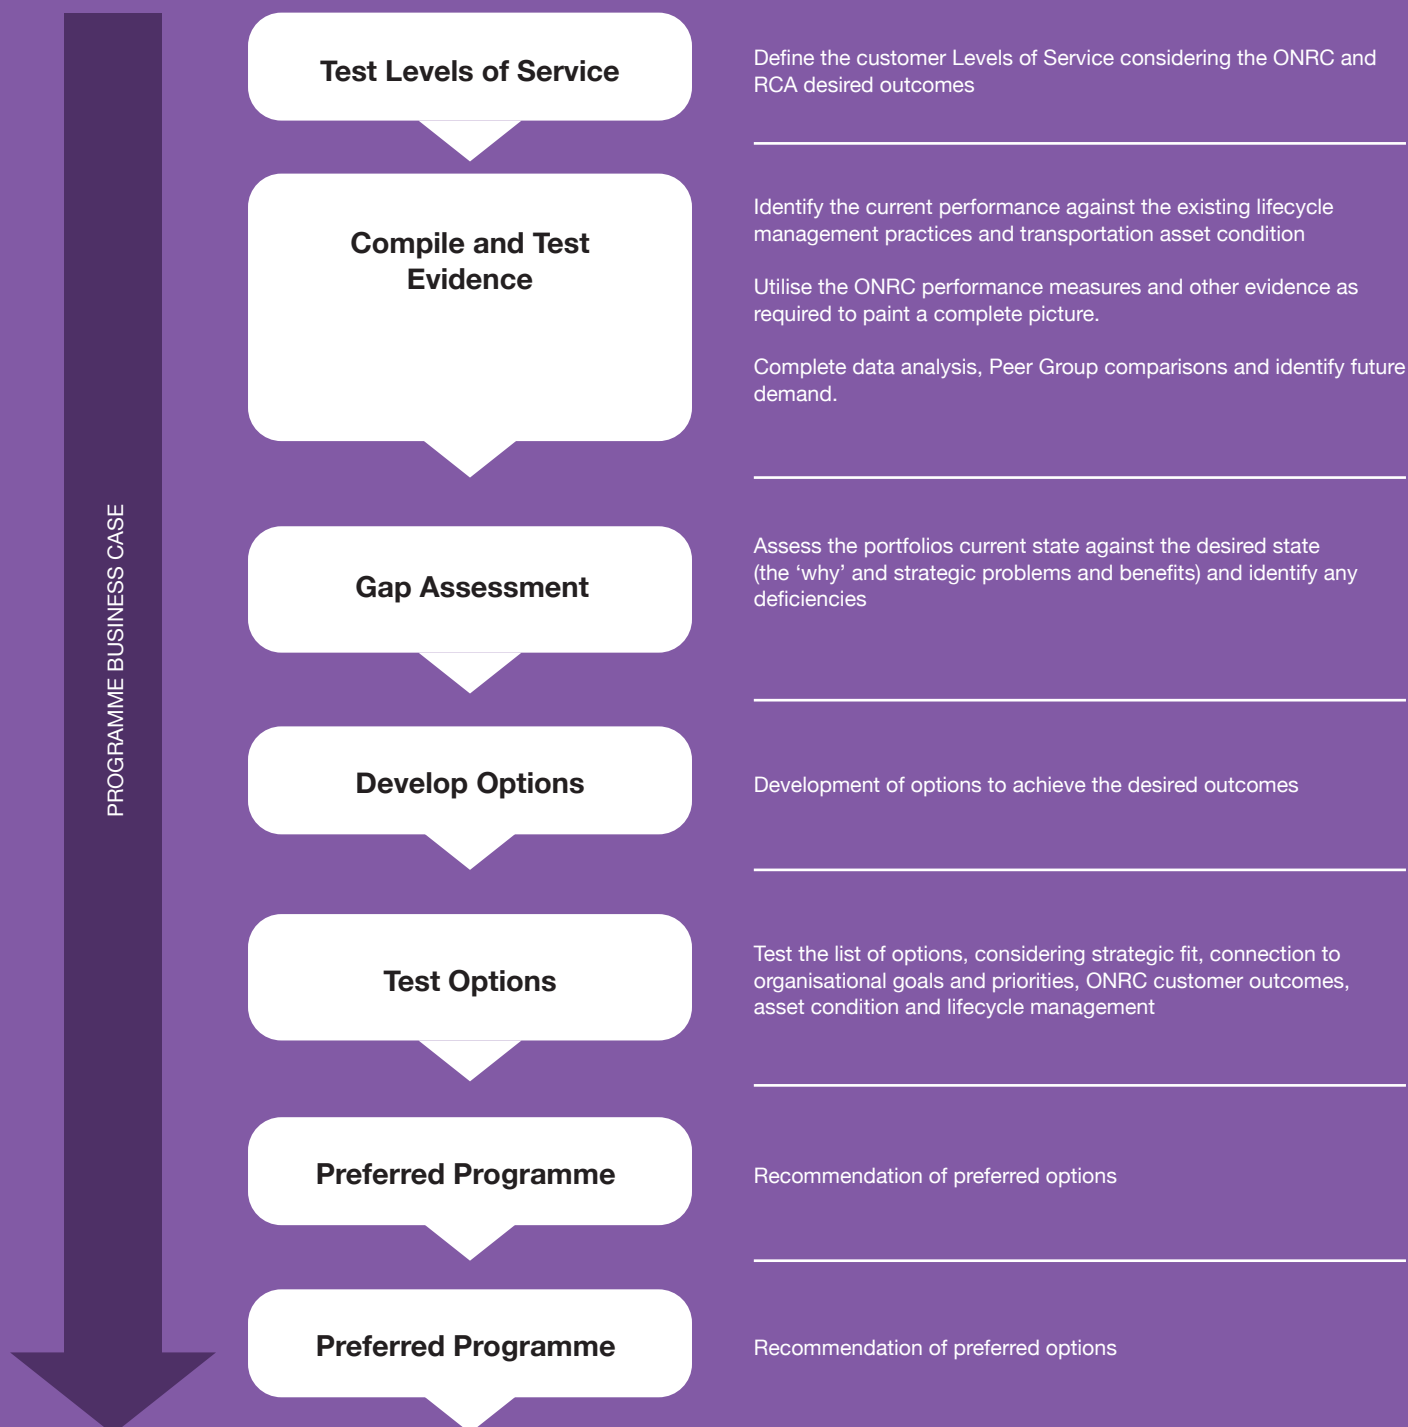 PROGRAMME BUSINESS CASE
Test Levels of Service
Define the customer Levels of Service considering the ONRC and
RCA desired outcomes
Compile and Test
Evidence
Identify the current performance against the existing lifecycle
management practices and transportation asset condition
Utilise the ONRC performance measures and other evidence as
required to paint a complete picture.
Complete data analysis, Peer Group comparisons and identify future
demand.
Gap Assessment
Assess the portfolios current state against the desired state
(the ‘why’ and strategic problems and benefits) and identify any
deficiencies
Develop Options
Development of options to achieve the desired outcomes
Test Options
Test the list of options, considering strategic fit, connection to
organisational goals and priorities, ONRC customer outcomes,
asset condition and lifecycle management
Preferred Programme
Recommendation of preferred options
Preferred Programme
Recommendation of preferred options